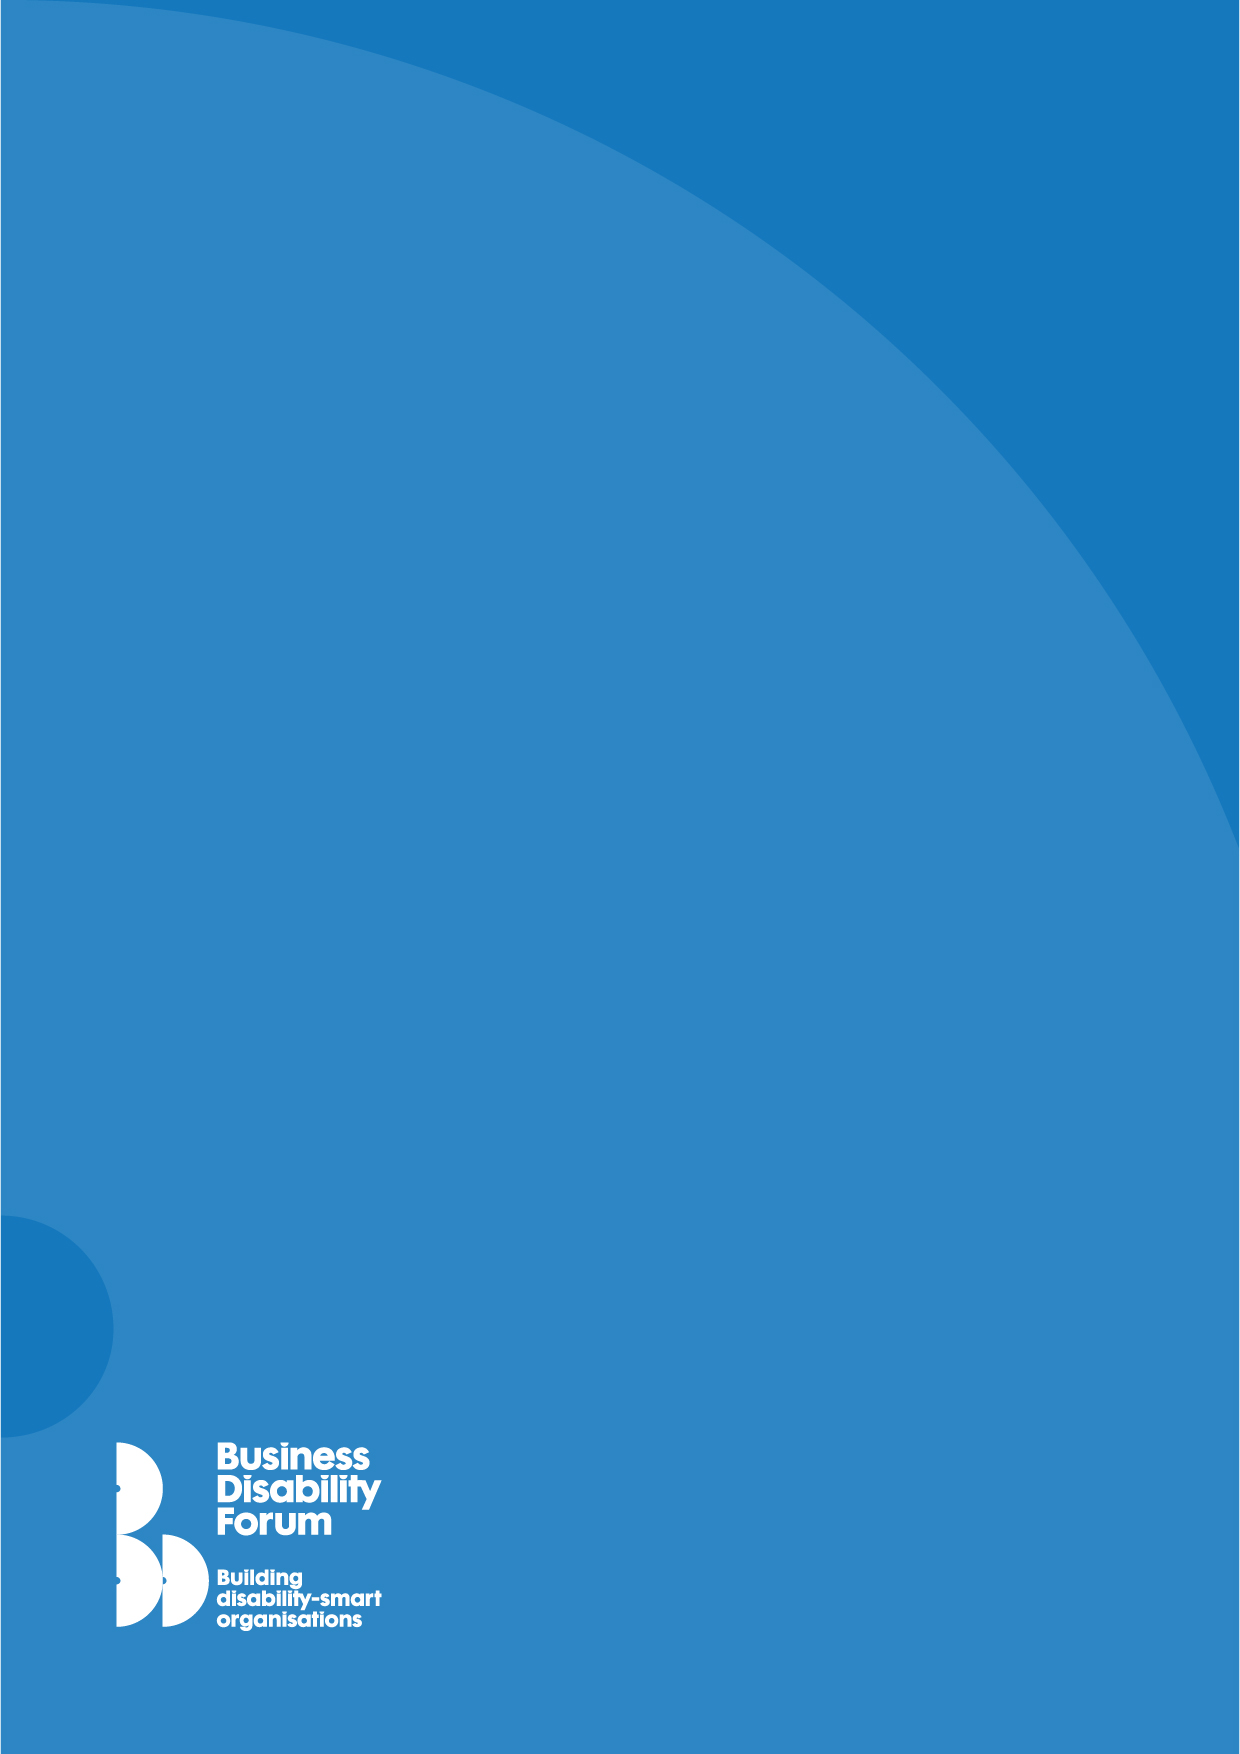 Business
Disability
Forum
Building
disability-smart
organisations